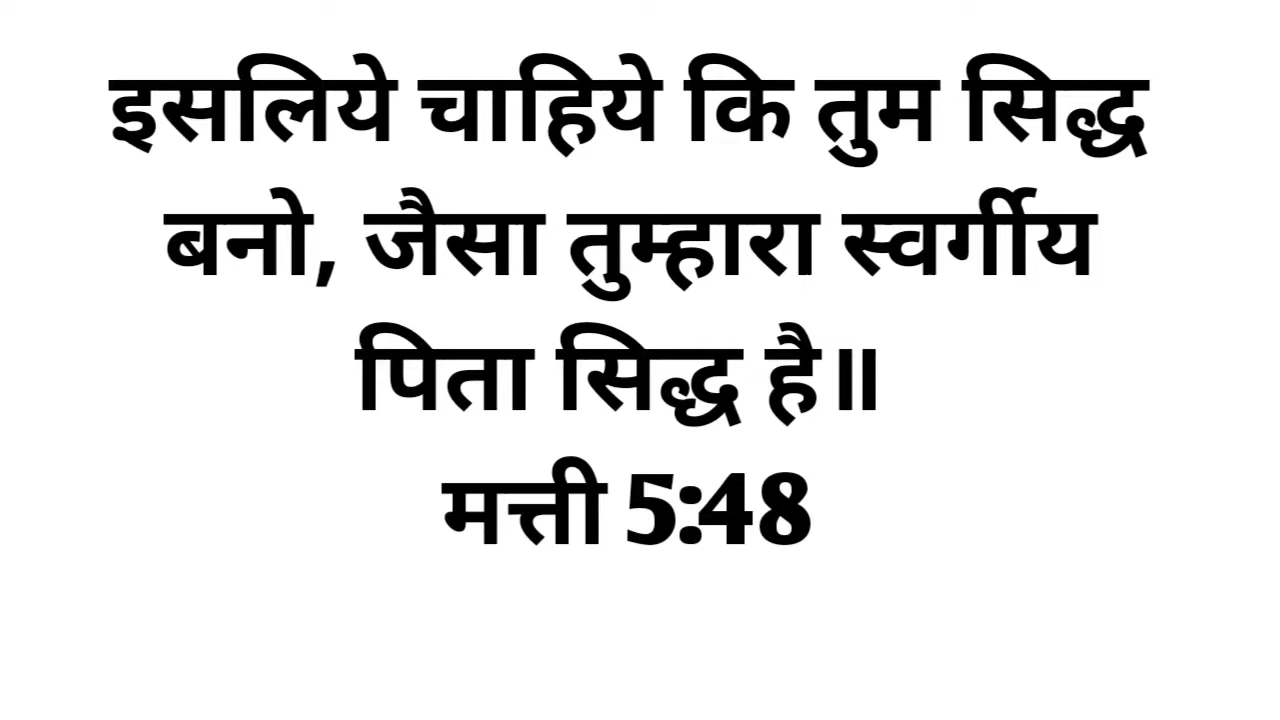 इसलिये चाहिये कि तुम सिद्ध
बनो, जैसा तुम्हारा स्वर्गीय
पिता सिद्ध है॥
मत्ती 5:48